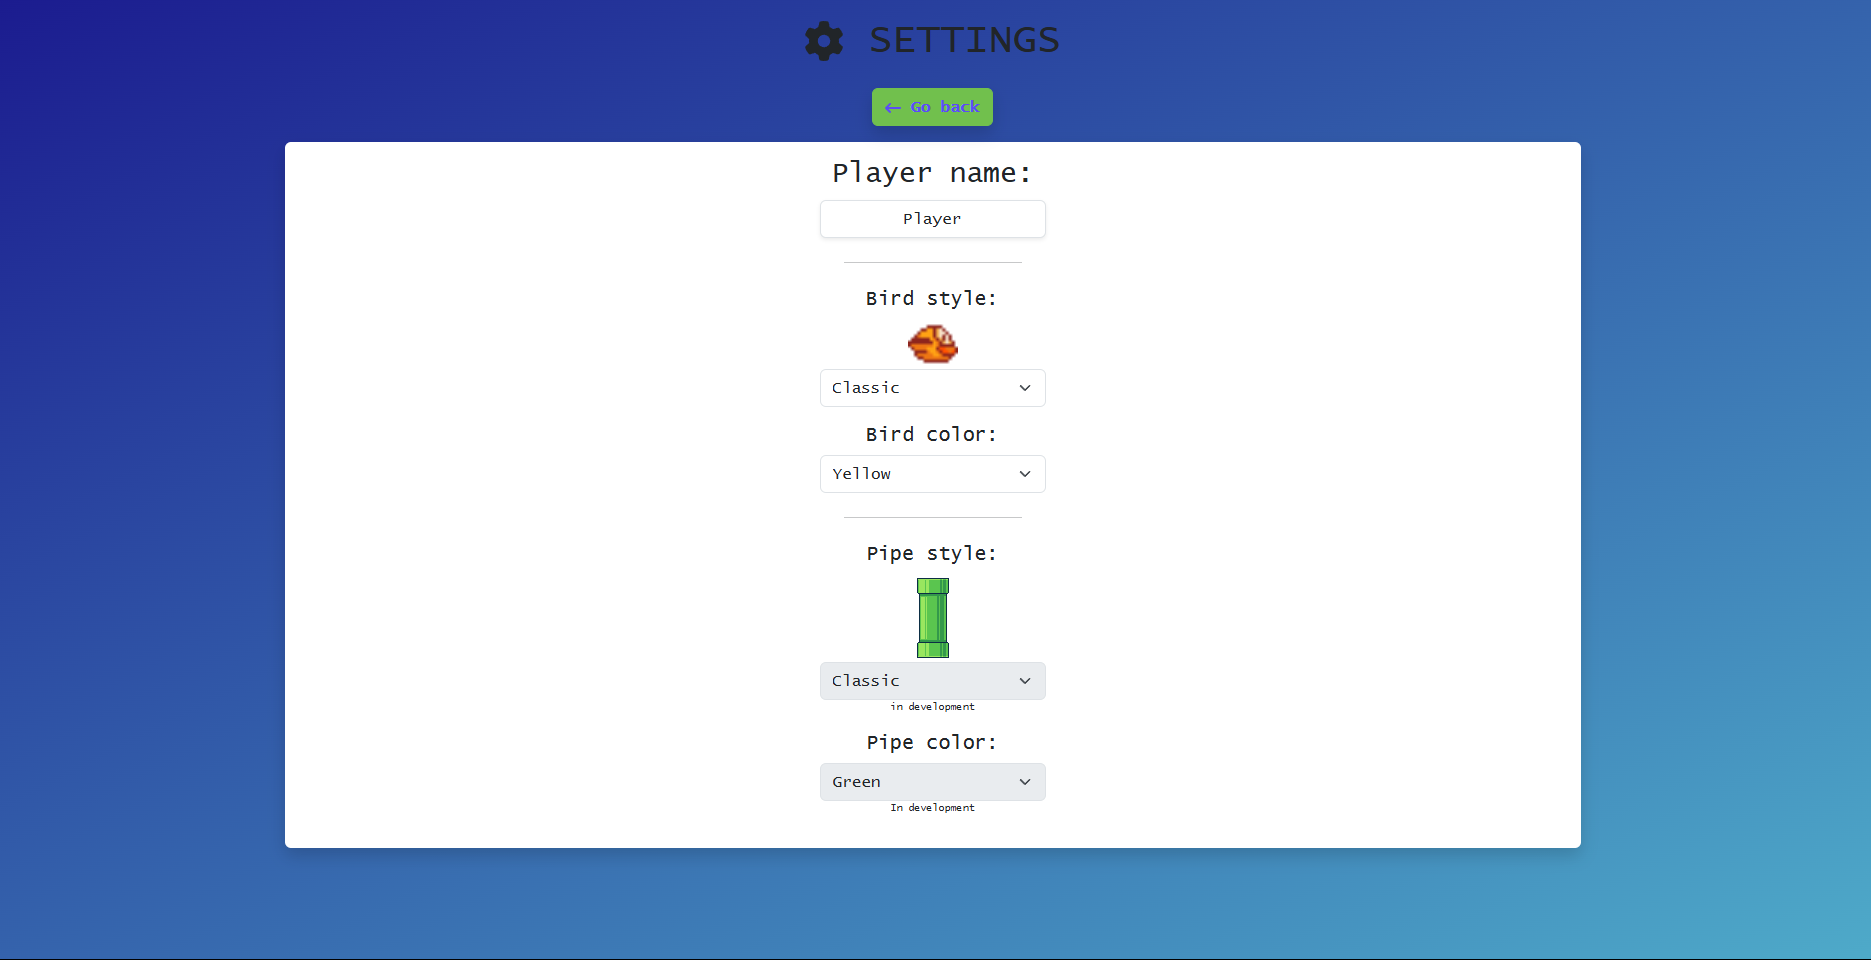 SETTINGS
← Go back
Player name:
Player
Bird style:
Classic
Bird color:
Yellow
Pipe style:
Classic
in development
Pipe color:
Green
In development